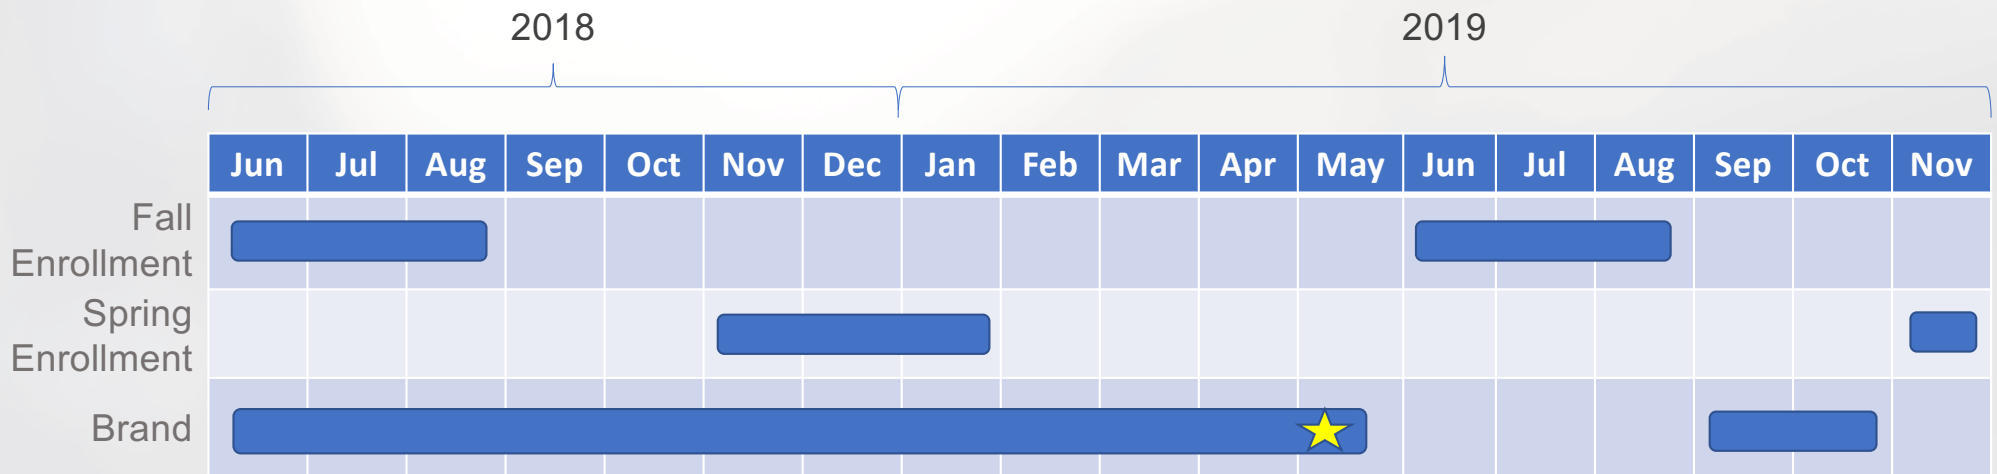 2018 2019
Jun Jul Aug Sep Oct Nov Dec Jan Feb Mar Apr May Jun Jul Aug Sep Oct Nov
Fall
Enrollment
Spring
Enrollment
Brand